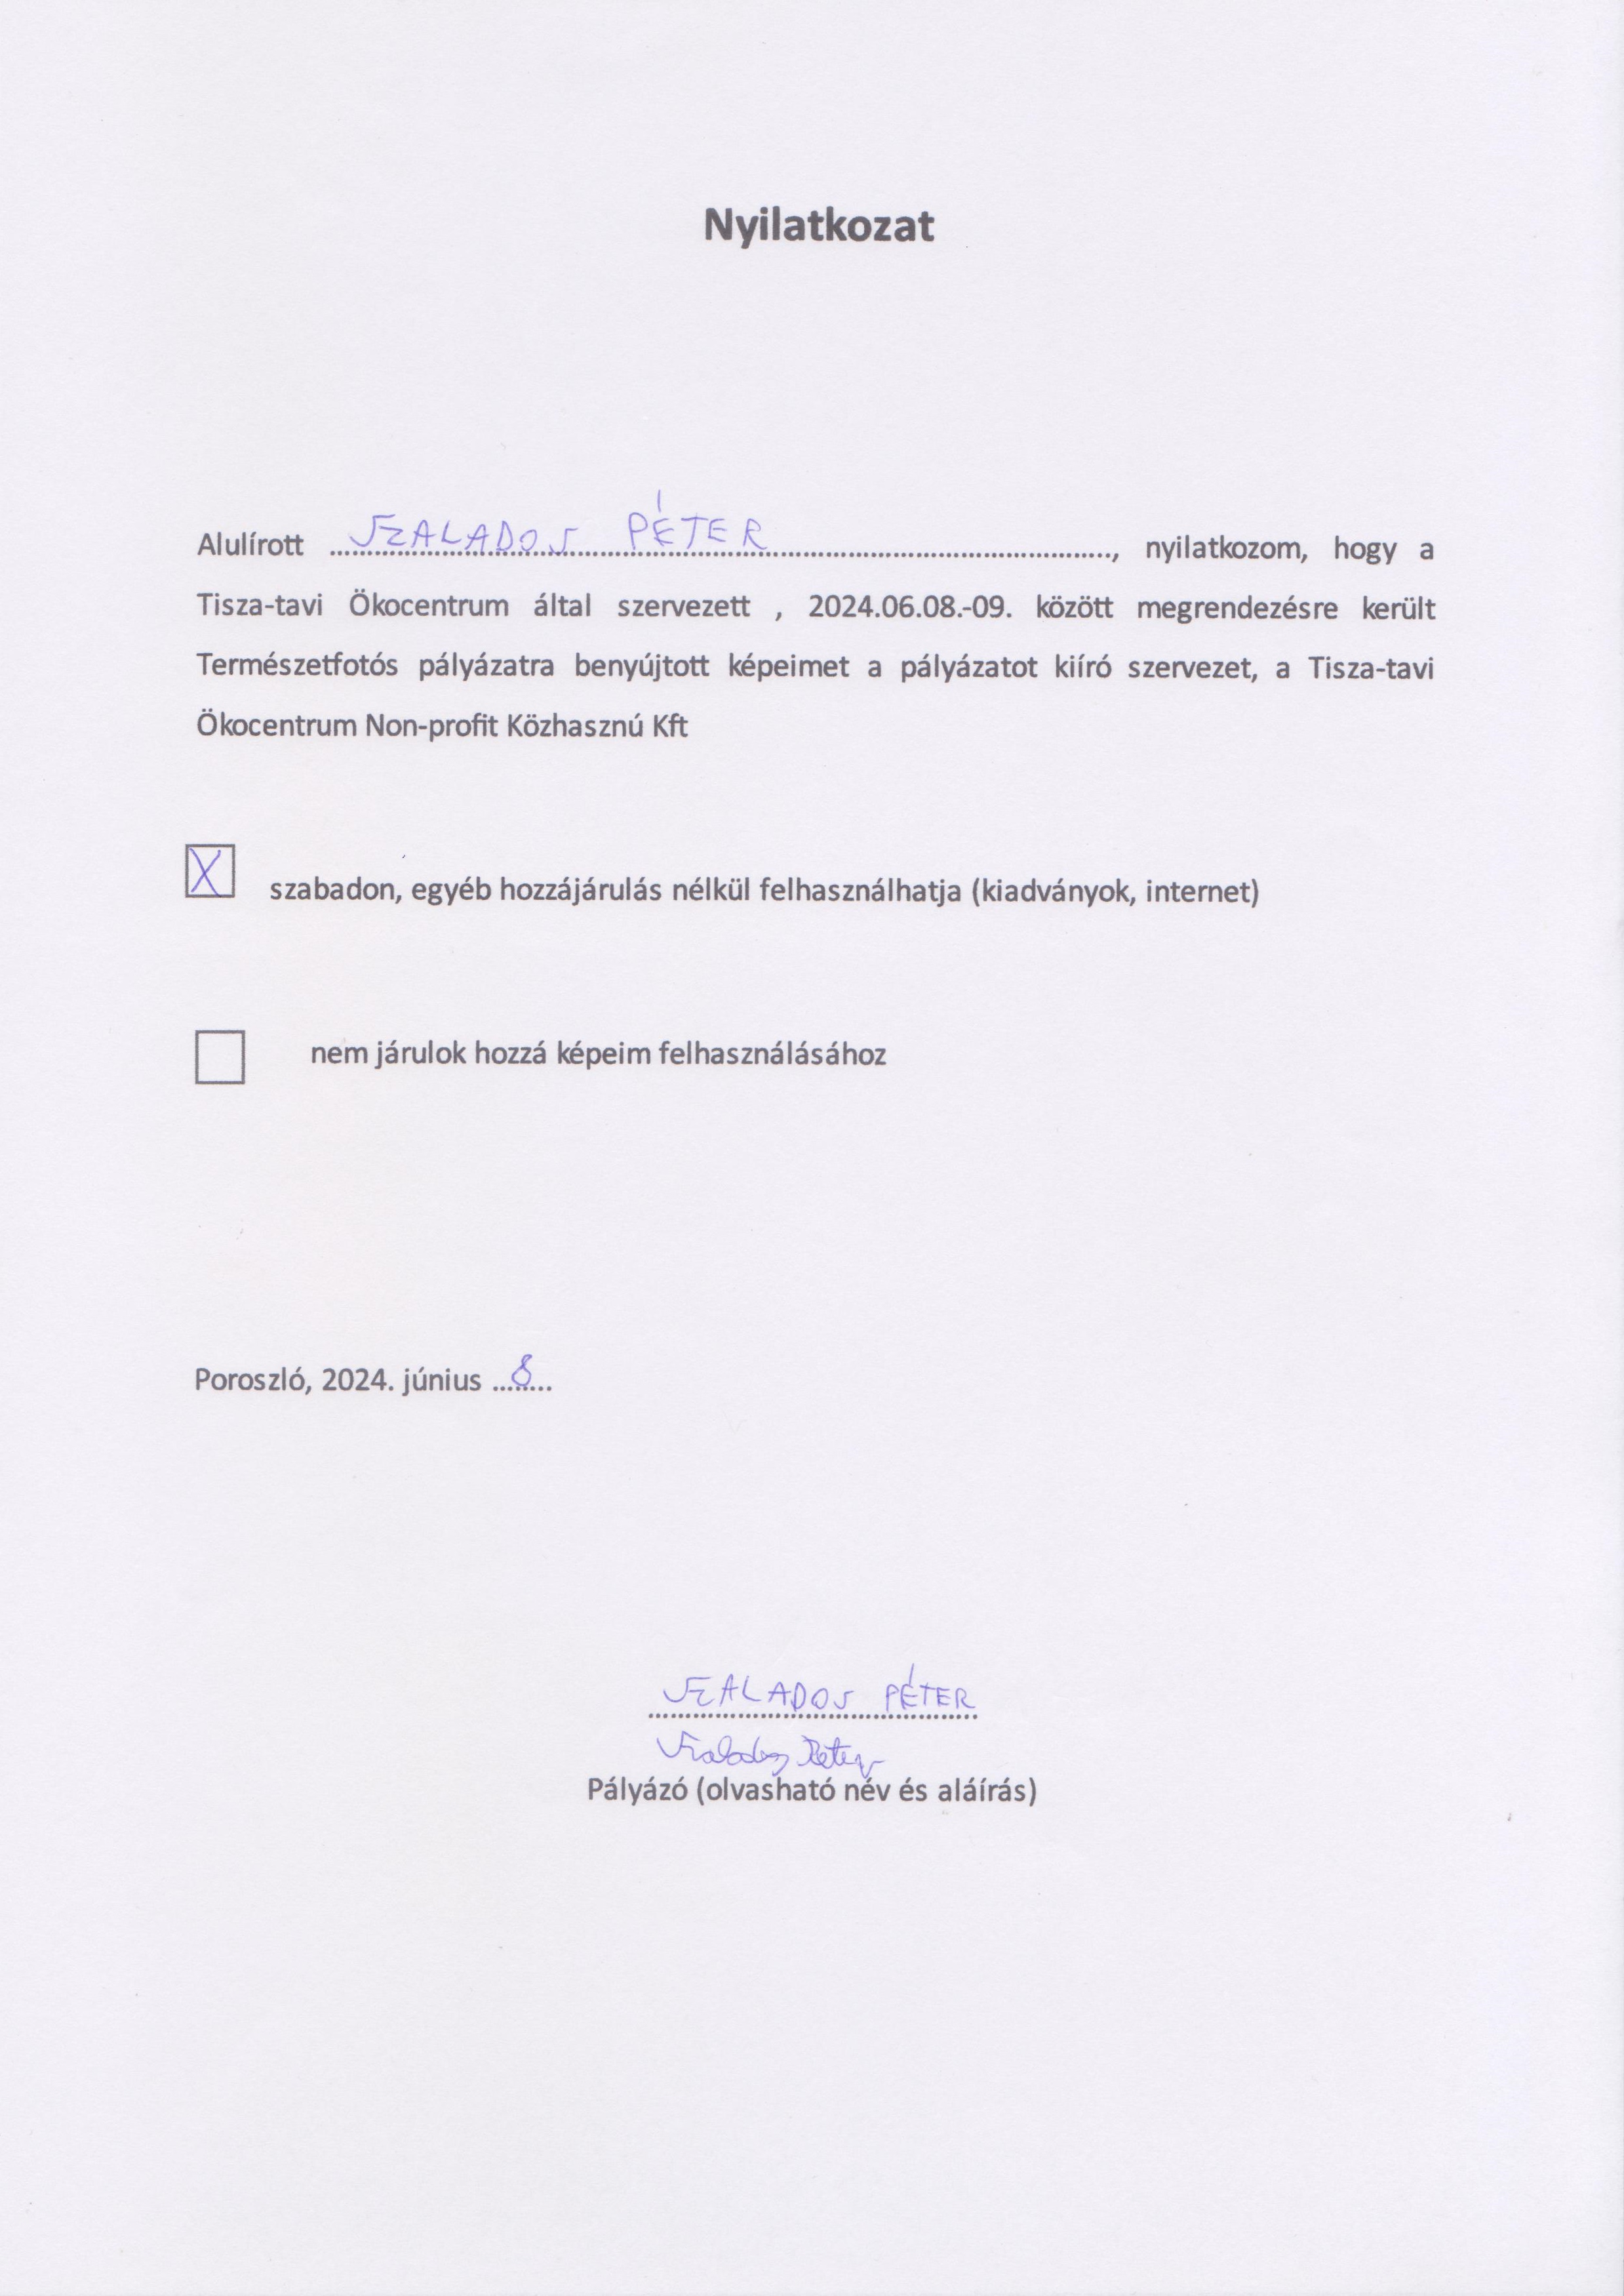 Nyilatkozat
Alulírott SZALADOS PÉTER, nyilatkozom, hogy a
Tisza-tavi Ökocentrum által szervezett , 2024.06.08.-09. között megrendezésre került
Természetfotós pályázatra benyújtott képeimet a pályázatot kiíró szervezet, a Tisza-tavi
Ökocentrum Non-profit Közhasznú Kft
X szabadon, egyéb hozzájárulás nélkül felhasználhatja (kiadványok, internet)
nem járulok hozzá képeim felhasználásához
Poroszló, 2024. június 8
SZALADOS PÉTER
Szalados Péter
Pályázó (olvasható név és aláírás)